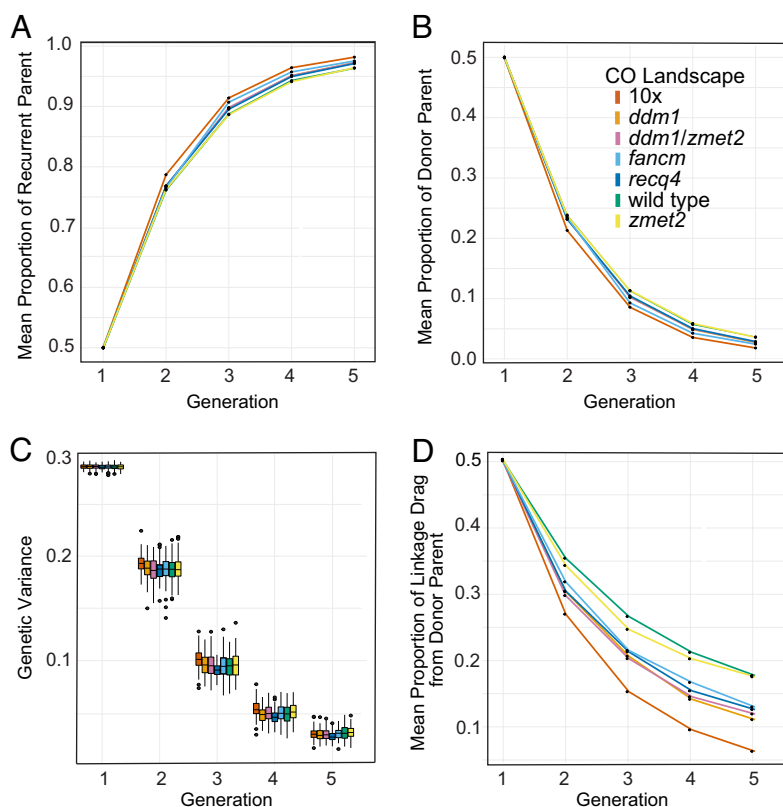 A
Mean Proportion of Recurrent Parent
1.0
0.9
0.8
0.7
0.6
0.5
1 2 3 4 5
Generation
B
Mean Proportion of Donor Parent
0.5
0.4
0.3
0.2
0.1
0.0
1 2 3 4 5
Generation
CO Landscape
10x
ddm1
ddm1/zmet2
fancm
recq4
wild type
zmet2
C
Genetic Variance
0.3
0.2
0.1
1 2 3 4 5
Generation
D
Mean Proportion of Linkage Drag
from Donor Parent
0.5
0.4
0.3
0.2
0.1
1 2 3 4 5
Generation